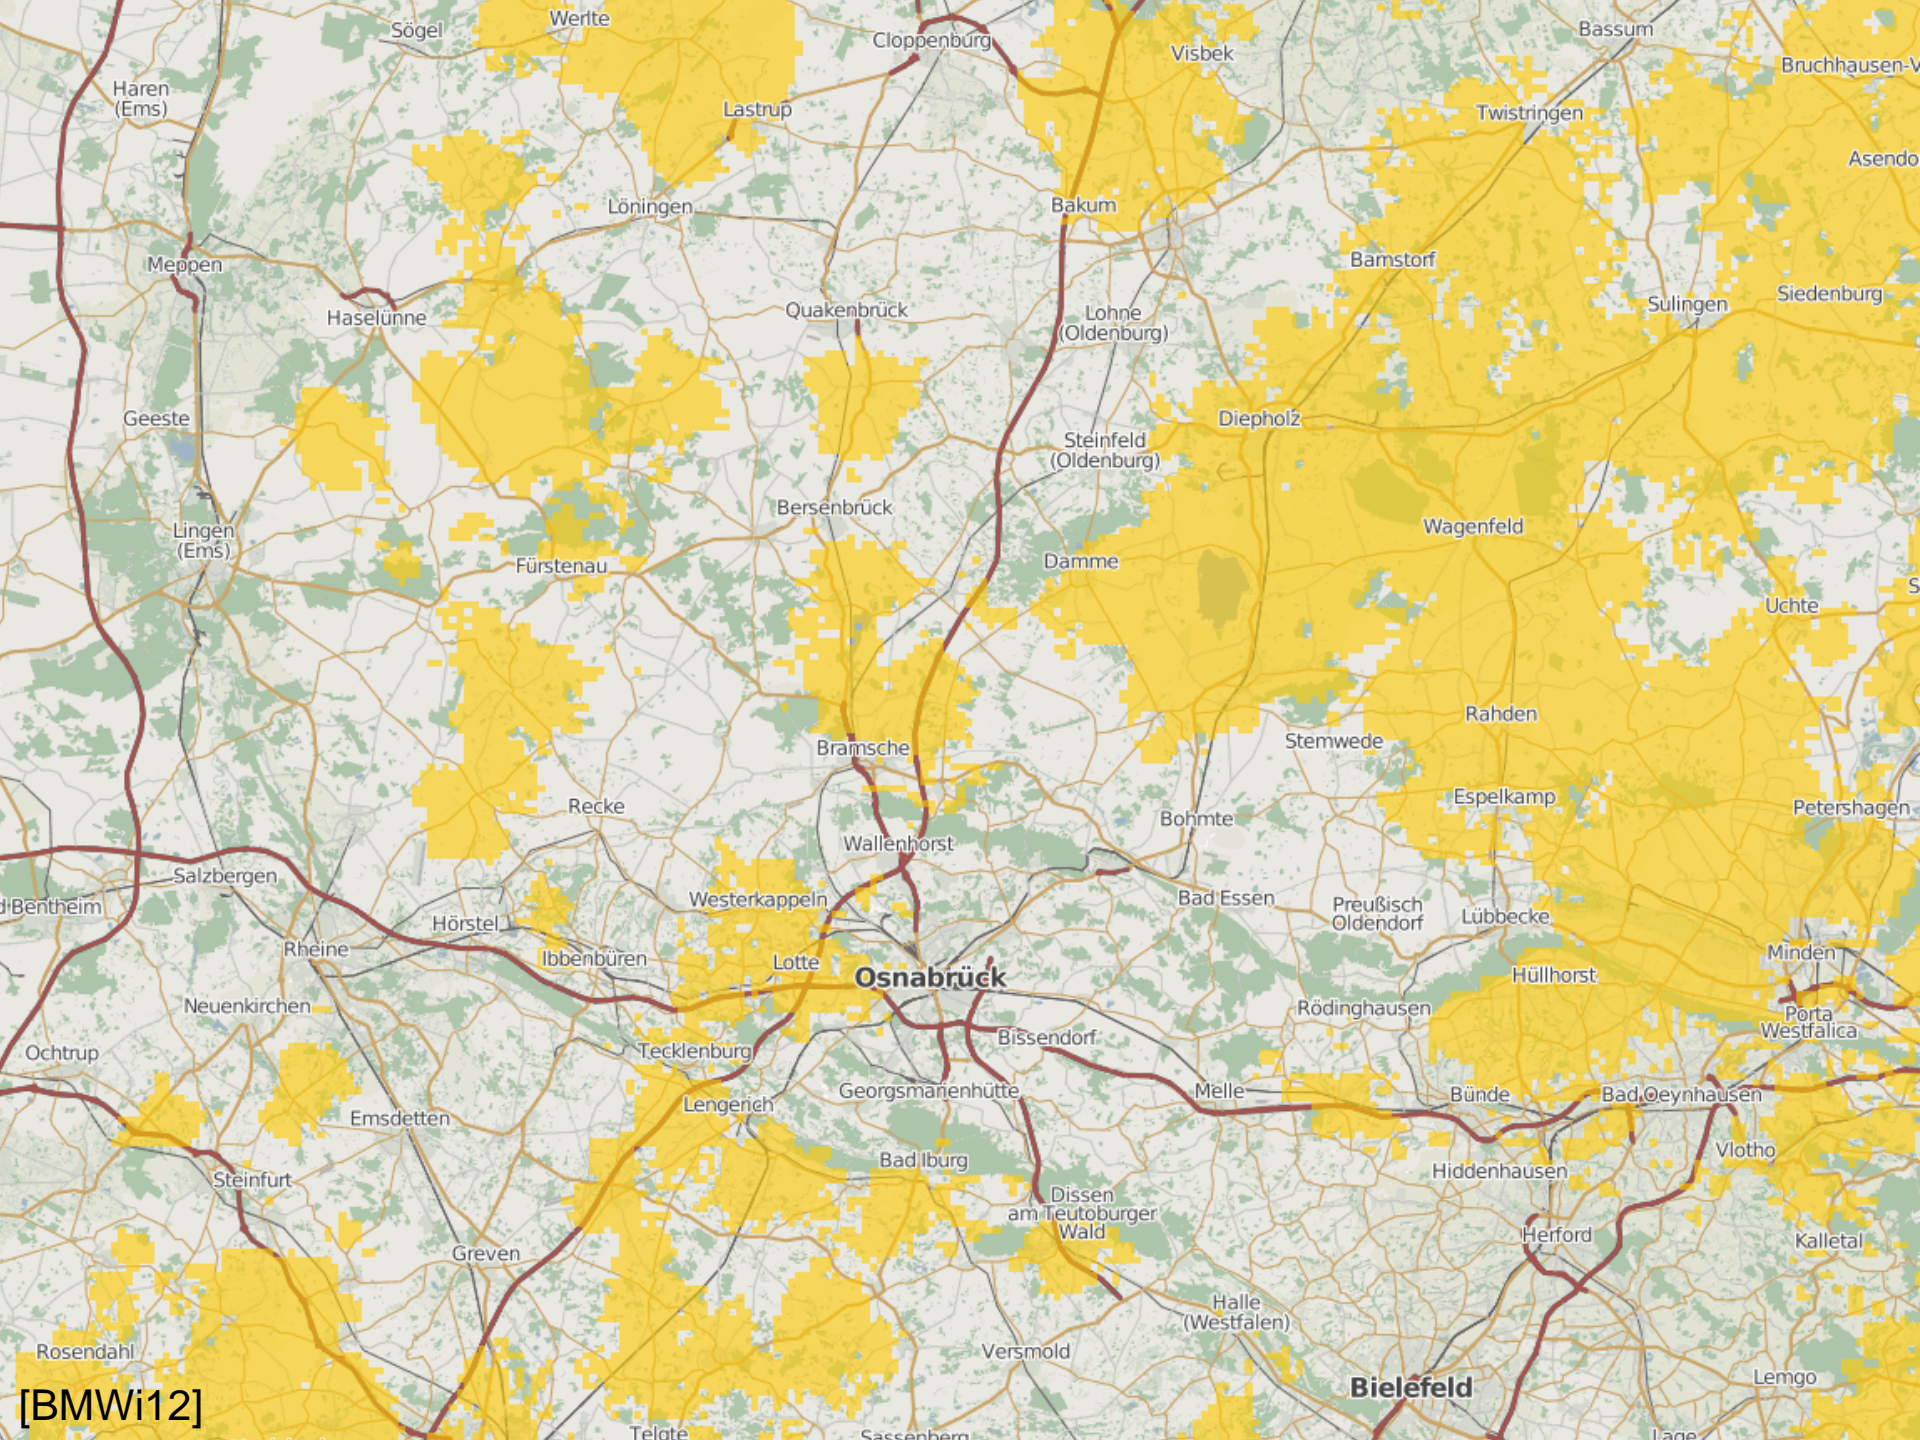 Werlte
Sögel
Cloppenburg
Visbek
Bassum
Bruchhausen-V
Haren
(Ems)
Lastrup
Twistringen
Asendo
Löningen
Bakum
Meppen
Barnstorf
Haselünne
Quakenbrück
Lohne
(Oldenburg)
Sulingen
Siedenburg
Geeste
Diepholz
Steinfeld
(Oldenburg)
Bersenbrück
Wagenfeld
Lingen
(Ems)
Fürstenau
Damme
S
Uchte
Rahden
Bramsche
Stemwede
Recke
Espelkamp
Petershagen
Bohmte
Wallenhorst
Salzbergen
Westerkappeln
Bad Essen
Preußisch
Oldendorf
Lübbecke
d Bentheim
Hörstel
Rheine
Ibbenbüren
Lotte
Osnabrück
Minden
Hüllhorst
Neuenkirchen
Rödinghausen
Porta
Westfalica
Ochtrup
Tecklenburg
Bissendorf
Georgsmarienhütte
Melle
Bünde
Bad Oeynhausen
Lengerich
Emsdetten
Vlotho
Bad Iburg
Hiddenhausen
Steinfurt
Dissen
am Teutoburger
Wald
Herford
Kalletal
Greven
Halle
(Westfalen)
Rosendahl
Versmold
Lemgo
Bielefeld
[BMWi12]
Telgte
Sassenberg
Lage